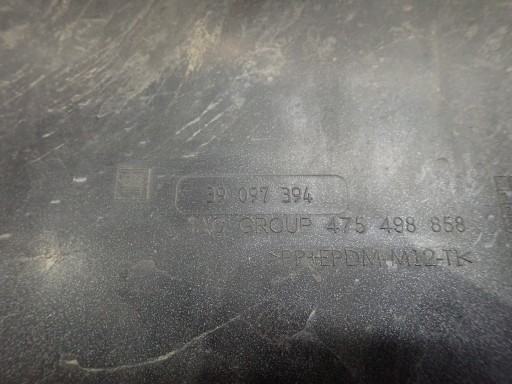 39 097 394
GROUP 475 498 858
>PP+EPDM-M12-TK<